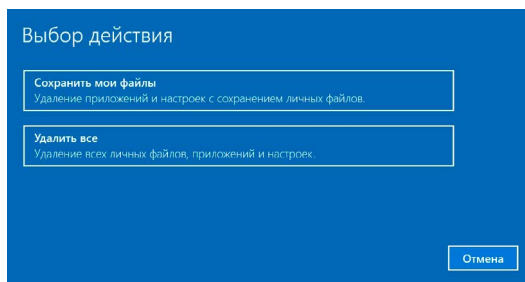 Выбор действия
Сохранить мои файлы
Удаление приложений и настроек с сохранением личных файлов.
Удалить все
Удаление всех личных файлов, приложений и настроек.
Отмена